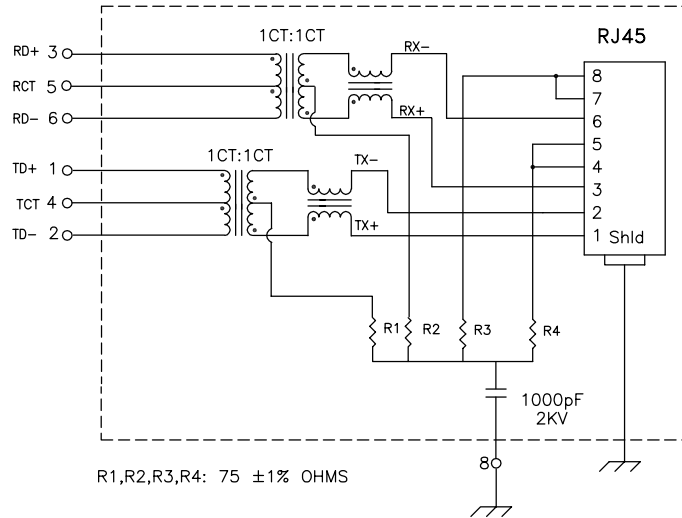 1CT:1CT
RJ45
RD+ 3
RX-
8
7
RCT 5
RD- 6
RX+
6
5
1CT:1CT
TX-
4
TD+ 1
3
TCT 4
2
TD- 2
TX+
1 Shld
R1
R2
R3
R4
1000pF
2KV
8
R1,R2,R3,R4: 75 ±1% OHMS